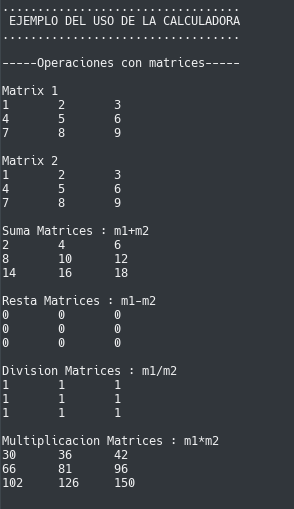 ..................................
EJEMPLO DEL USO DE LA CALCULADORA
..................................
-----Operaciones con matrices-----
Matrix 1
1 2 3
4 5 6
7 8 9
Matrix 2
1 2 3
4 5 6
7 8 9
Suma Matrices : m1+m2
2 4 6
8 10 12
14 16 18
Resta Matrices : m1-m2
0 0 0
0 0 0
0 0 0
Division Matrices : m1/m2
1 1 1
1 1 1
1 1 1
Multiplicacion Matrices : m1*m2
30 36 42
66 81 96
102 126 150